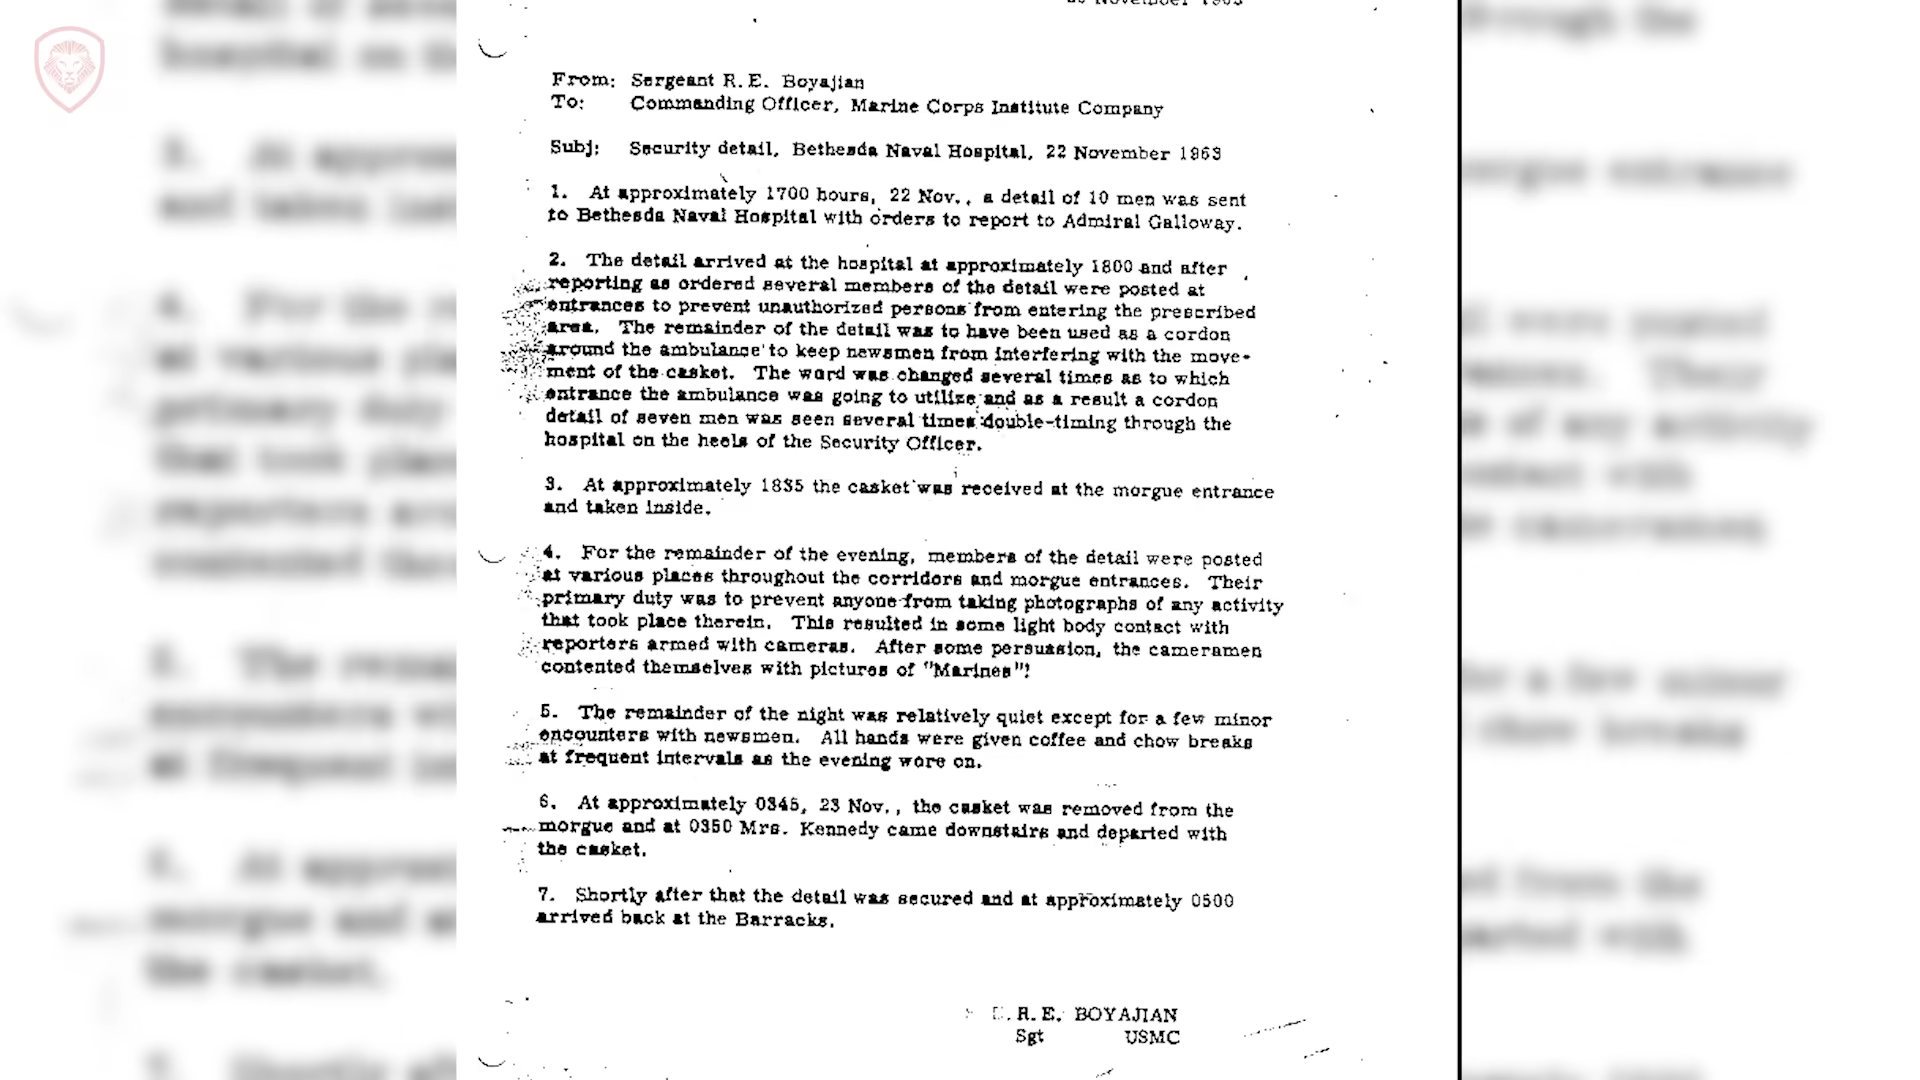 November 1963
From: Sergeant R. E. Boyajian
To: Commanding Officer, Marine Corps Institute Company
Subj: Security detail, Bethesda Naval Hospital, 22 November 1963
1. At approximately 1700 hours, 22 Nov., a detail of 10 men was sent
to Bethesda Naval Hospital with orders to report to Admiral Galloway.
2. The detail arrived at the hospital at approximately 1800 and after
reporting as ordered several members of the detail were posted at
entrances to prevent unauthorized persons from entering the prescribed
area. The remainder of the detail was to have been used as a cordon
around the ambulance to keep newsmen from interfering with the move-
ment of the casket. The word was changed several times as to which
entrance the ambulance was going to utilize and as a result a cordon
detail of seven men was seen several times double-timing through the
hospital on the heels of the Security Officer.
3. At approximately 1835 the casket was received at the morgue entrance
and taken inside.
4. For the remainder of the evening, members of the detail were posted
at various places throughout the corridors and morgue entrances. Their
primary duty was to prevent anyone from taking photographs of any activity
that took place therein. This resulted in some light body contact with
reporters armed with cameras. After some persuasion, the cameramen
contented themselves with pictures of "Marines"!
5. The remainder of the night was relatively quiet except for a few minor
encounters with newsmen. All hands were given coffee and chow breaks
at frequent intervals as the evening wore on.
6. At approximately 0345, 23 Nov., the casket was removed from the
morgue and at 0350 Mrs. Kennedy came downstairs and departed with
the casket.
7. Shortly after that the detail was secured and at approximately 0500
arrived back at the Barracks.
R. E. BOYAJIAN
Sgt USMC